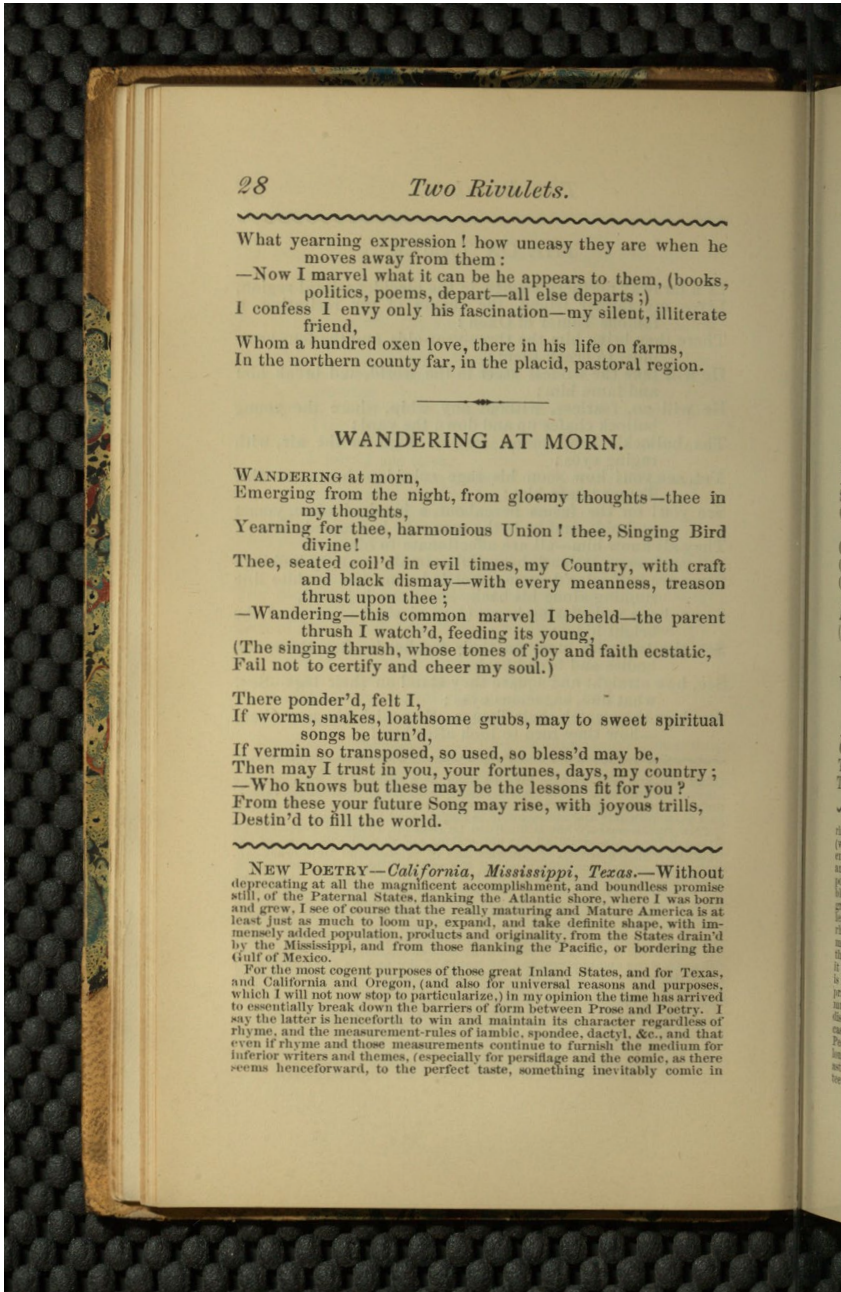 28 Two Rivulets.
What yearning expression ! how uneasy they are when he
moves away from them :
—Now I marvel what it can be he appears to them, (books,
politics, poems, depart—all else departs ;)
I confess I envy only his fascination—my silent, illiterate
friend,
Whom a hundred oxen love, there in his life on farms,
In the northern county far, in the placid, pastoral region.
WANDERING AT MORN.
WANDERING at morn,
Emerging from the night, from gloomy thoughts—thee in
my thoughts,
Yearning for thee, harmonious Union ! thee, Singing Bird
divine !
Thee, seated coil'd in evil times, my Country, with craft
and black dismay—with every meanness, treason
thrust upon thee ;
—Wandering—this common marvel I beheld—the parent
thrush I watch'd, feeding its young,
(The singing thrush, whose tones of joy and faith ecstatic,
Fail not to certify and cheer my soul.)
There ponder'd, felt I,
If worms, snakes, loathsome grubs, may to sweet spiritual
songs be turn'd,
If vermin so transposed, so used, so bless'd may be,
Then may I trust in you, your fortunes, days, my country ;
—Who knows but these may be the lessons fit for you ?
From these your future Song may rise, with joyous trills,
Destin'd to fill the world.
NEW POETRY—California, Mississippi, Texas.—Without
deprecating at all the magnificent accomplishment, and boundless promise
still, of the Paternal States, flanking the Atlantic shore, where I was born
and grew, I see of course that the really maturing and Mature America is at
least just as much to loom up, expand, and take definite shape, with im-
mensely added population, products and originality, from the States drain'd
by the Mississippi, and from those flanking the Pacific, or bordering the
Gulf of Mexico.
For the most cogent purposes of those great Inland States, and for Texas,
and California and Oregon, (and also for universal reasons and purposes,
which I will not now stop to particularize,) in my opinion the time has arrived
to essentially break down the barriers of form between Prose and Poetry. I
say the latter is henceforth to win and maintain its character regardless of
rhyme, and the measurement-rules of iambic, spondee, dactyl, &c., and that
even if rhyme and those measurements continue to furnish the medium for
inferior writers and themes, (especially for persiflage and the comic, as there
seems henceforward, to the perfect taste, something inevitably comic in